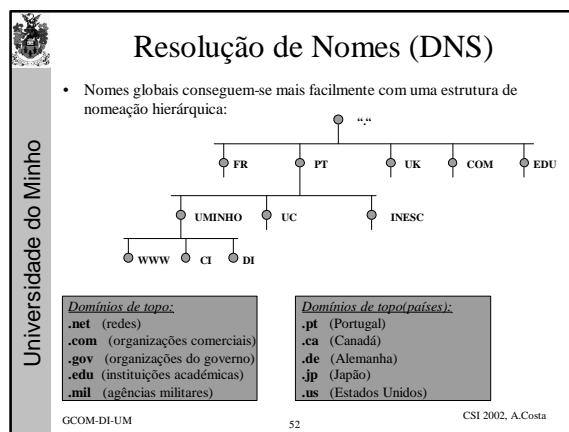 Resolução de Nomes (DNS)
• Nomes globais conseguem-se mais facilmente com uma estrutura de
nomeação hierárquica:
“.“
FR PT UK COM EDU
UMINHO UC INESC
WWW CI DI
Universidade do Minho
Domínios de topo:
.net (redes)
.com (organizações comerciais)
.gov (organizações do governo)
.edu (instituições académicas)
.mil (agências militares)
Domínios de topo(países):
.pt (Portugal)
.ca (Canadá)
.de (Alemanha)
.jp (Japão)
.us (Estados Unidos)
GCOM-DI-UM
52
CSI 2002, A.Costa